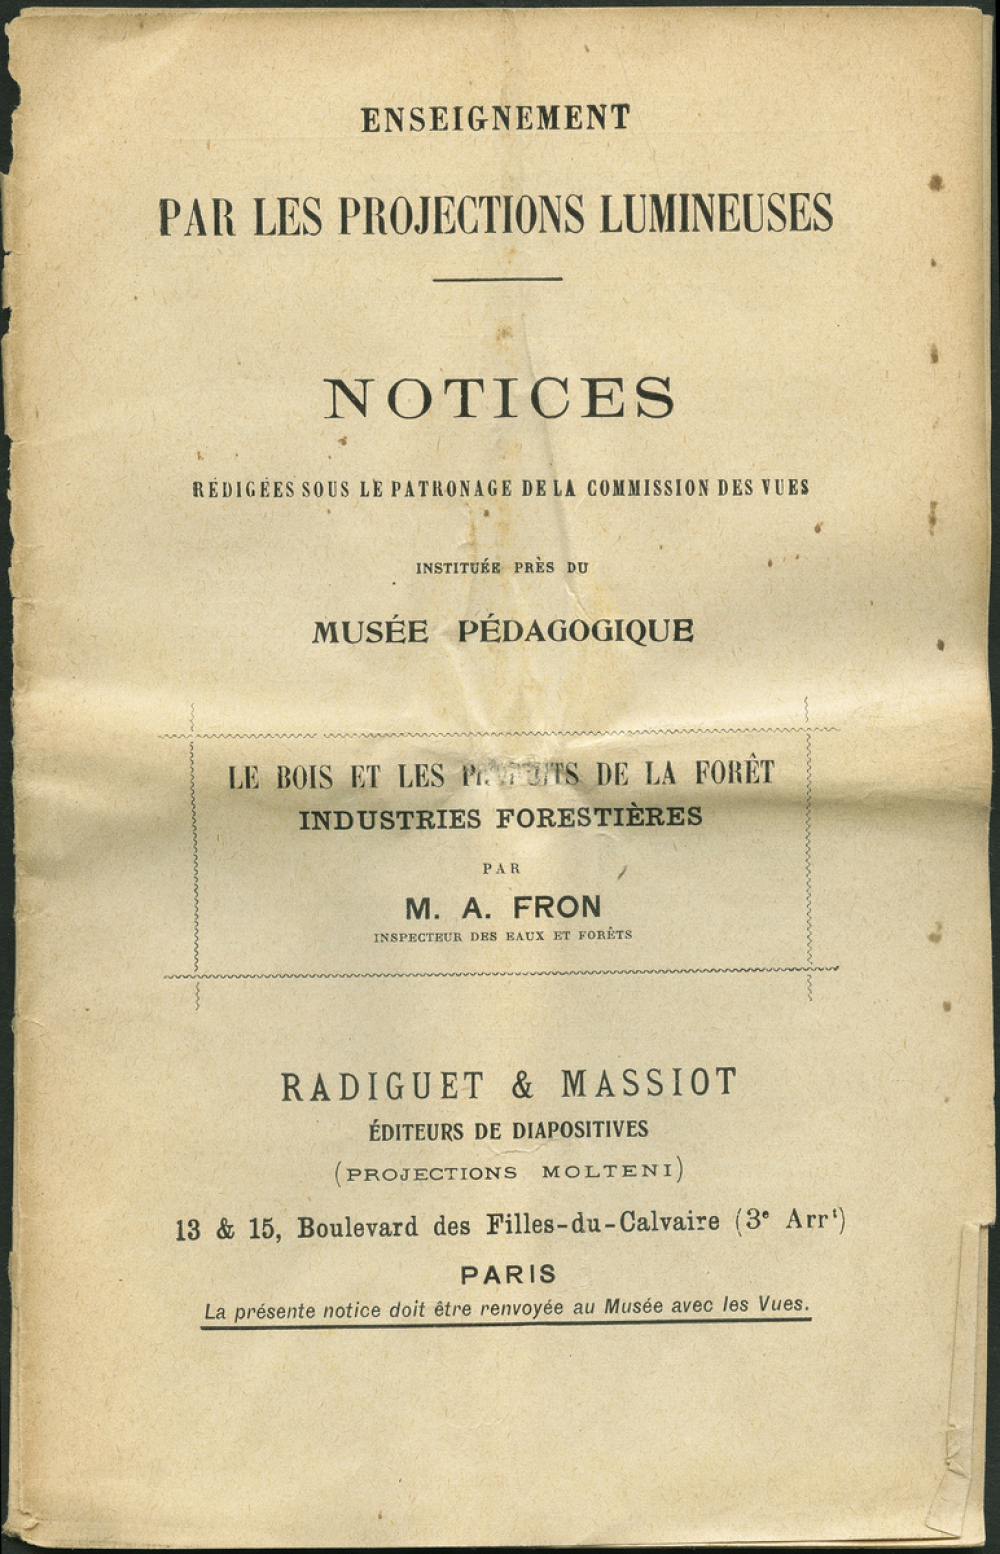 ENSEIGNEMENT
PAR LES PROJECTIONS LUMINEUSES
NOTICES
RÉDIGÉES SOUS LE PATRONAGE DE LA COMMISSION DES VUES
INSTITUÉE PRÈS DU
MUSÉE PÉDAGOGIQUE
LE BOIS ET LES PRODUITS DE LA FORÊT
INDUSTRIES FORESTIÈRES
PAR
M. A. FRON
INSPECTEUR DES EAUX ET FORÊTS
RADIGUET & MASSIOT
ÉDITEURS DE DIAPOSITIVES
(PROJECTIONS MOLTENI)
13 & 15, Boulevard des Filles-du-Calvaire (3e Arrt)
PARIS
La présente notice doit être renvoyée au Musée avec les Vues.